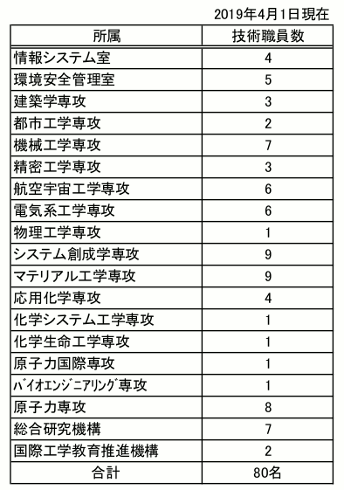 2019年4月1日現在
所属 技術職員数
情報システム室 4
環境安全管理室 5
建築学専攻 3
都市工学専攻 2
機械工学専攻 7
精密工学専攻 3
航空宇宙工学専攻 6
電気系工学専攻 6
物理工学専攻 1
システム創成学専攻 9
マテリアル工学専攻 9
応用化学専攻 4
化学システム工学専攻 1
化学生命工学専攻 1
原子力国際専攻 1
ﾊﾞｲｵｴﾝｼﾞﾆｱﾘﾝｸﾞ専攻 1
原子力専攻 8
総合研究機構 7
国際工学教育推進機構 2
合計 80名